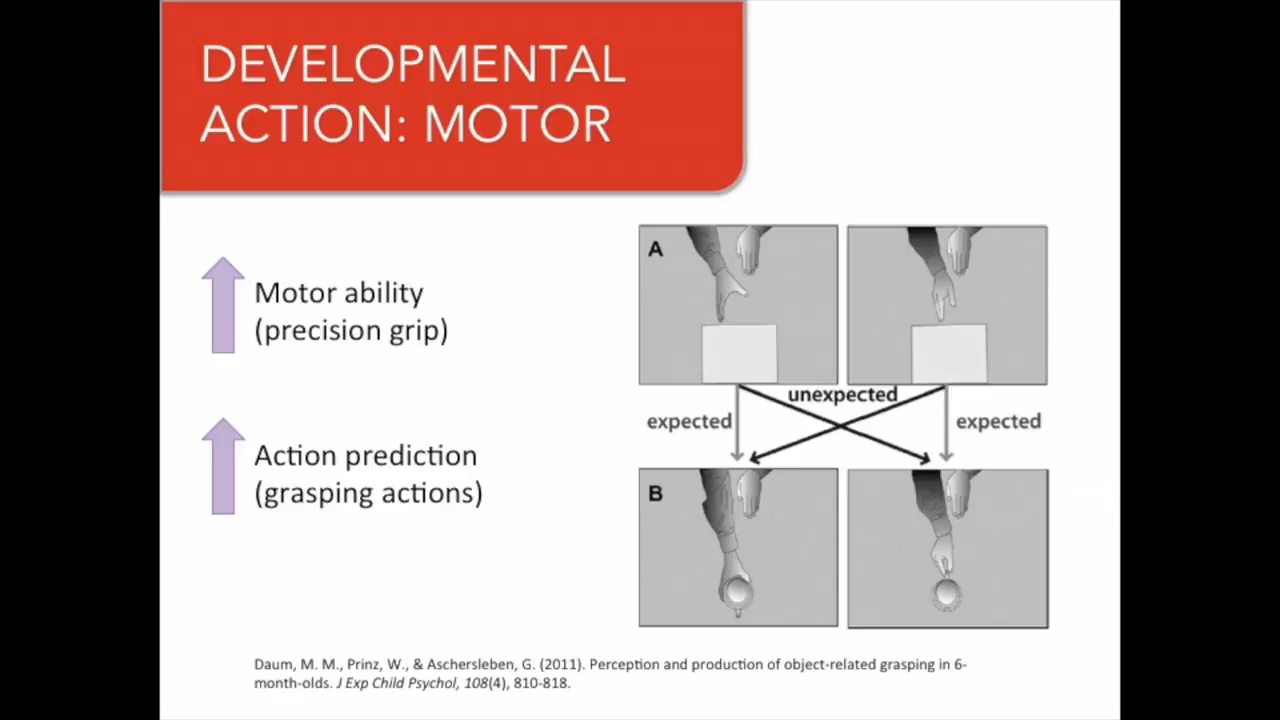 DEVELOPMENTAL
ACTION: MOTOR
Motor ability
(precision grip)
Action prediction
(grasping actions)
A
unexpected
expected
expected
B
Daum, M. M., Prinz, W., & Aschersleben, G. (2011). Perception and production of object-related grasping in 6-
month-olds. J Exp Child Psychol, 108(4), 810-818.